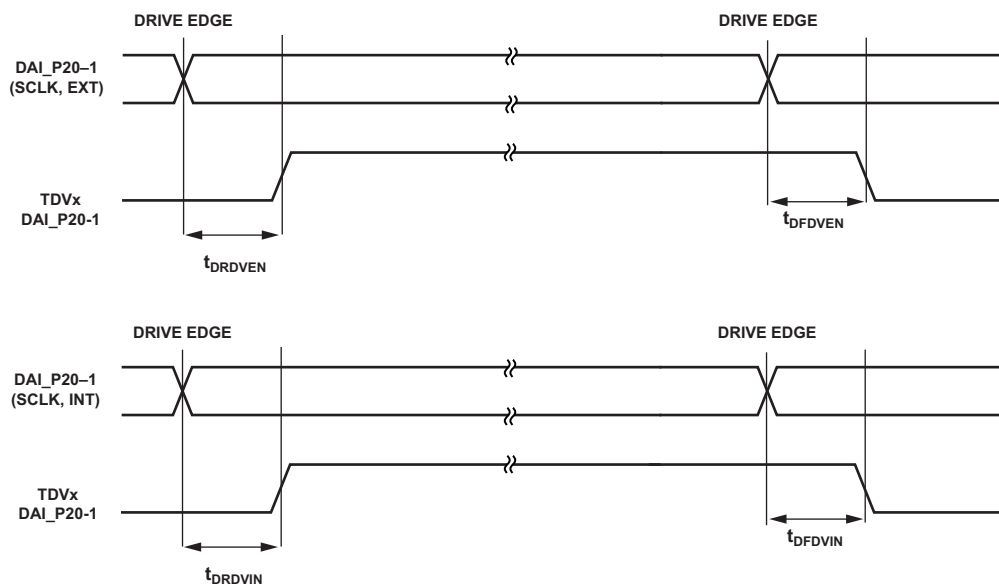 DRIVE EDGE DRIVE EDGE
DAI_P20–1
(SCLK, EXT)
TDVx
DAI_P20-1
tDFDVEN
tDRDVEN
DRIVE EDGE DRIVE EDGE
DAI_P20–1
(SCLK, INT)
TDVx
DAI_P20-1
tDFDVIN
tDRDVIN